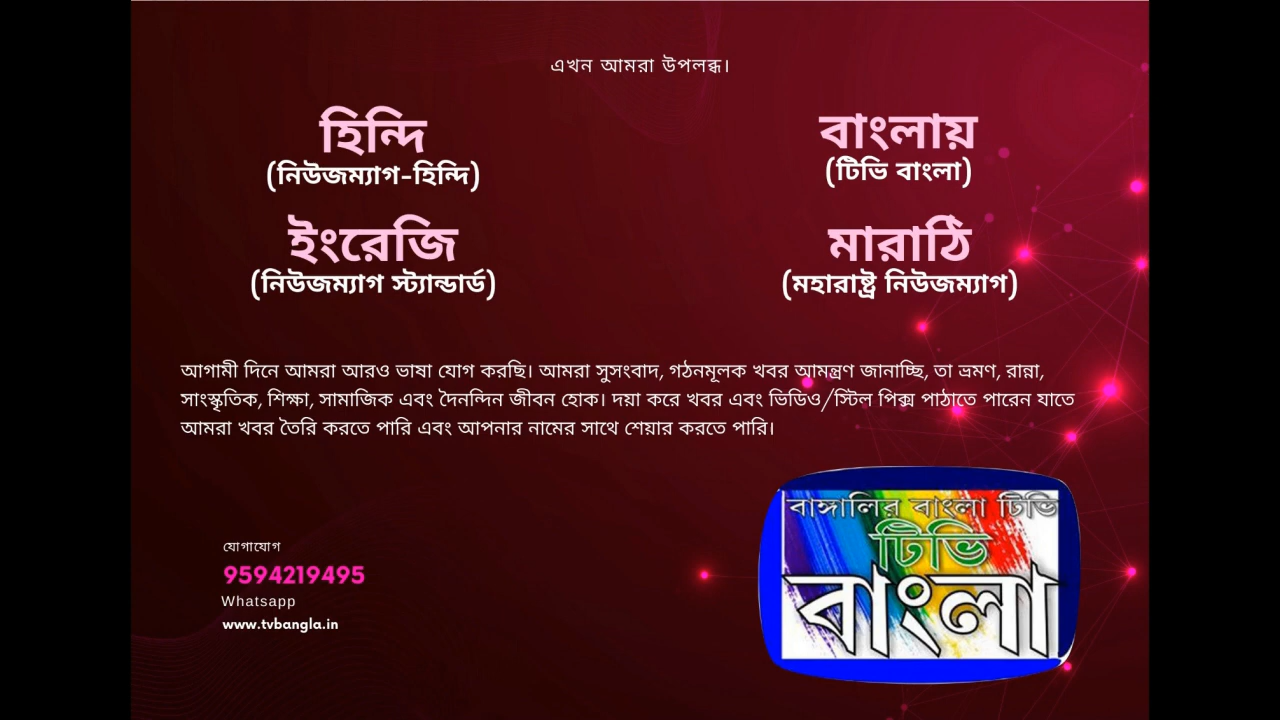 এখন আমরা উপলব্ধ।
হিন্দি
(নিউজম্যাগ-হিন্দি)
বাংলায়
(টিভি বাংলা)
ইংরেজি
(নিউজম্যাগ স্ট্যান্ডার্ড)
মারাঠি
(মহারাষ্ট্র নিউজম্যাগ)
আগামী দিনে আমরা আরও ভাষা যোগ করছি। আমরা সুসংবাদ, গঠনমূলক খবর আমন্ত্রণ জানাচ্ছি, তা ভ্রমণ, রান্না,
সাংস্কৃতিক, শিক্ষা, সামাজিক এবং দৈনন্দিন জীবন হোক। দয়া করে খবর এবং ভিডিও/স্টিল পিক্স পাঠাতে পারেন যাতে
আমরা খবর তৈরি করতে পারি এবং আপনার নামের সাথে শেয়ার করতে পারি।
যোগাযোগ
9594219495
Whatsapp
www.tvbangla.in
বাঙ্গালির বাংলা টিভি
টিভি
বাংলা